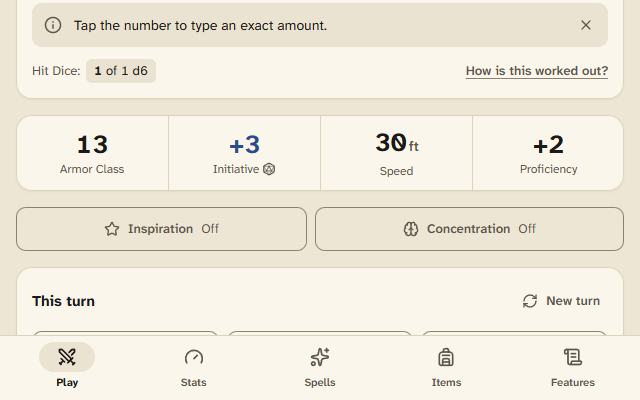 Tap the number to type an exact amount.
Hit Dice: 1 of 1 d6 How is this worked out?
13 +3 30 ft +2
Armor Class Initiative Speed Proficiency
Inspiration Off Concentration Off
This turn New turn
Play Stats Spells Items Features